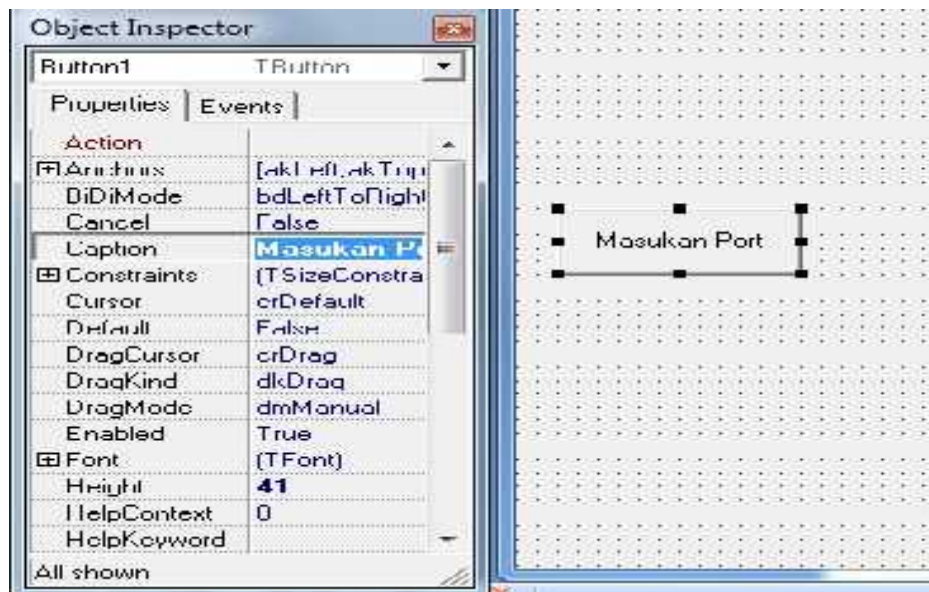 Object Inspector
Button1 TButton
Properties Events
Action
Anchors [akLeft,akTop
BiDiMode bdLeftToRight
Cancel False
Caption Masukan Po
Constraints (TSizeConstra
Cursor crDefault
Default False
DragCursor crDrag
DragKind dkDrag
DragMode dmManual
Enabled True
Font (TFont)
Height 41
HelpContext 0
HelpKeyword
All shown
Masukan Port